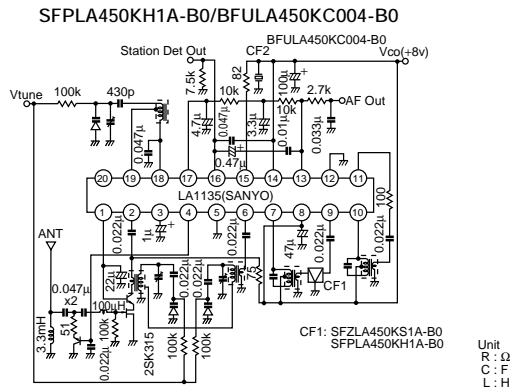 SFPLA450KH1A-B0/BFULA450KC004-B0
BFULA450KC004-B0
Station Det Out
CF2
Vco(+8v)
Vtune
100k
430p
7.5k
82
100μ
2.7k
10k
10k
AF Out
0.047μ
4.7μ
0.047μ
3.3μ
0.01μ
0.033μ
0.47μ
20 19 18 17 16 15 14 13 12 11
LA1135(SANYO)
1 2 3 4 5 6 7 8 9 10
100
ANT
0.022μ
1μ
0.022μ
0.022μ
47μ
0.022μ
0.022μ
22μ
0.022μ
0.022μ
75
0.047μ
x2
100μH
CF1
3.3mH
51
0.022μ
100k
2SK315
100k
100k
CF1: SFZLA450KS1A-B0
SFPLA450KH1A-B0
Unit
R : Ω
C : F
L : H